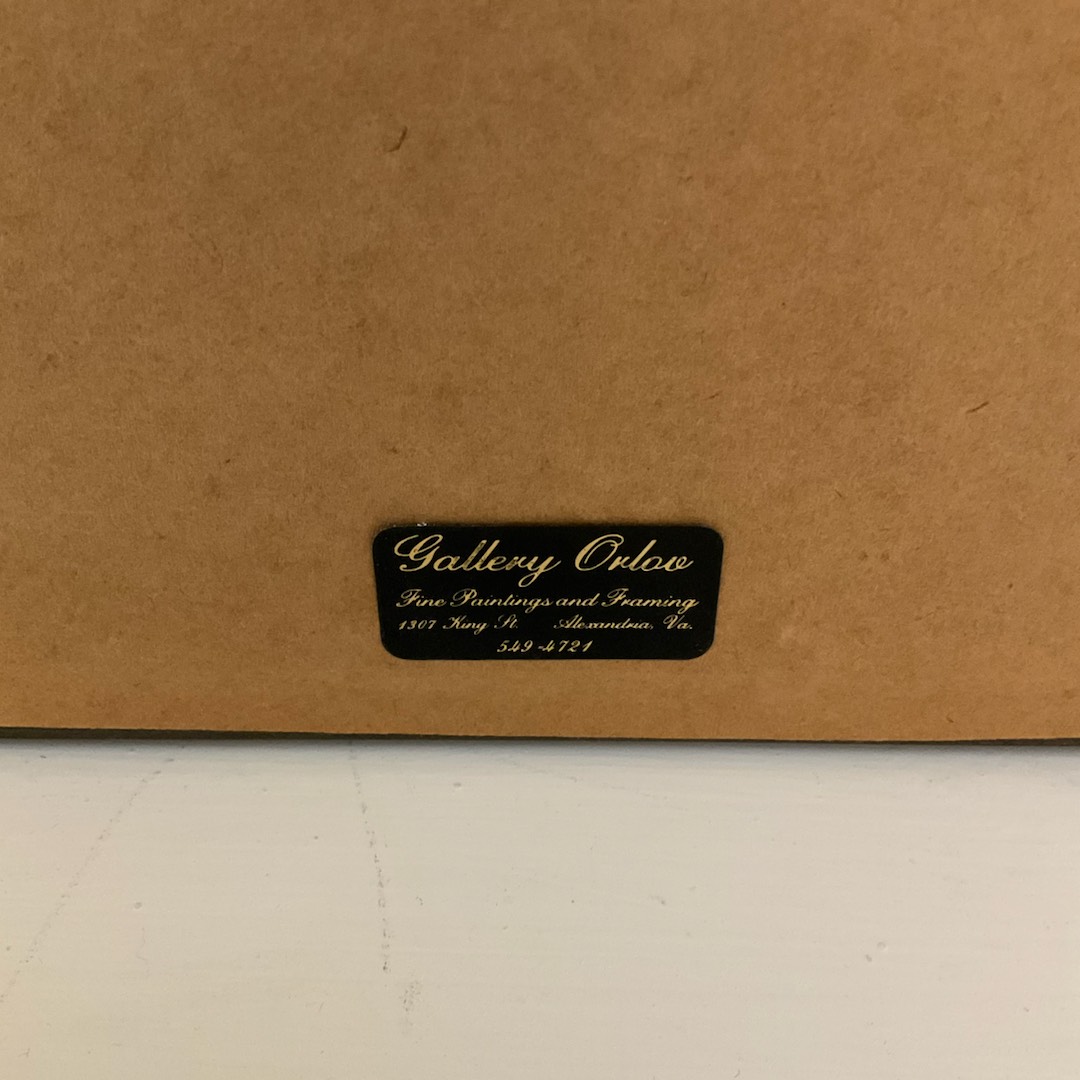 Gallery Orlov
Fine Paintings and Framing
1307 King St. Alexandria, Va.
549-4721